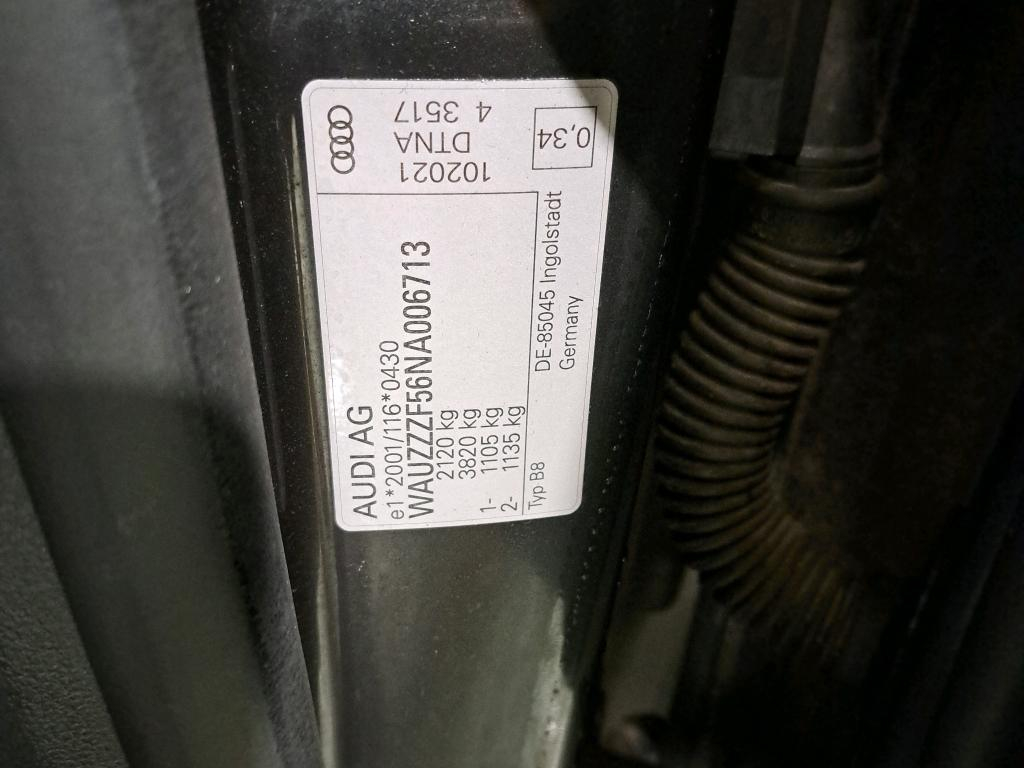 AUDI AG
e1*2001/116*0430
WAUZZZF56NA006713
2120 kg
3820 kg
1- 1105 kg
2- 1135 kg
Typ B8
DE-85045 Ingolstadt
Germany
102021
DTNA
4 3517
0,34